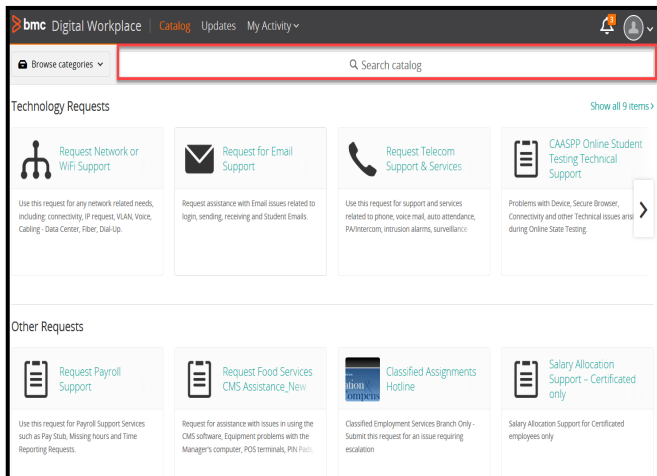 bmc Digital Workplace Catalog Updates My Activity 3
Browse categories Search catalog
Technology Requests Show all 9 items
Request Network or
WiFi Support
Use this request for any network related needs,
including: connectivity, IP request, VLAN, Voice,
Cabling - Data Center, Fiber, Dial-Up.
Request for Email
Support
Request assistance with Email issues related to
login, sending, receiving and Student Emails.
Request Telecom
Support & Services
Use this request for support and services
related to phone, voice mail, auto attendance,
PA/Intercom, intrusion alarms, surveillance
CAASPP Online Student
Testing Technical
Support
Problems with Device, Secure Browser,
Connectivity and other Technical issues
during Online State Testing.
Other Requests
Request Payroll
Support
Use this request for Payroll Support Services
such as Pay Stub, Missing hours and Time
Reporting Requests.
Request Food Services
CMS Assistance_New
Request for assistance with issues in using the
CMS software, Equipment problems with the
Manager's computer, POS terminals, PIN Pads,
Classified Assignments
Hotline
Classified Employment Services Branch Only -
Submit this request for an issue requiring
escalation
Salary Allocation
Support – Certificated
only
Salary Allocation Support for Certificated
employees only